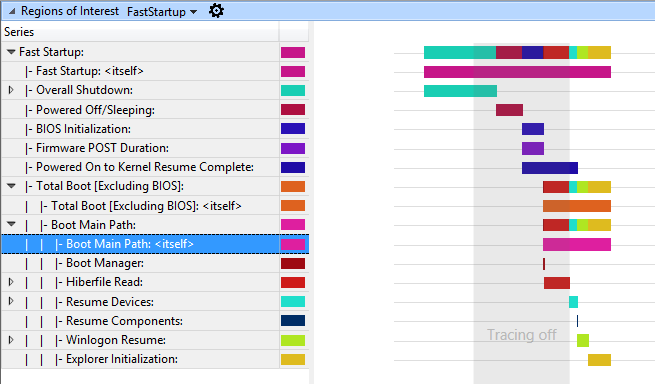 Regions of Interest FastStartup
Series
Fast Startup:
|- Fast Startup: <itself>
|- Overall Shutdown:
|- Powered Off/Sleeping:
|- BIOS Initialization:
|- Firmware POST Duration:
|- Powered On to Kernel Resume Complete:
|- Total Boot [Excluding BIOS]:
| |- Total Boot [Excluding BIOS]: <itself>
| |- Boot Main Path:
| | |- Boot Main Path: <itself>
| | |- Boot Manager:
| | |- Hiberfile Read:
| | |- Resume Devices:
| | |- Resume Components:
| | |- Winlogon Resume:
| | |- Explorer Initialization:
Tracing off